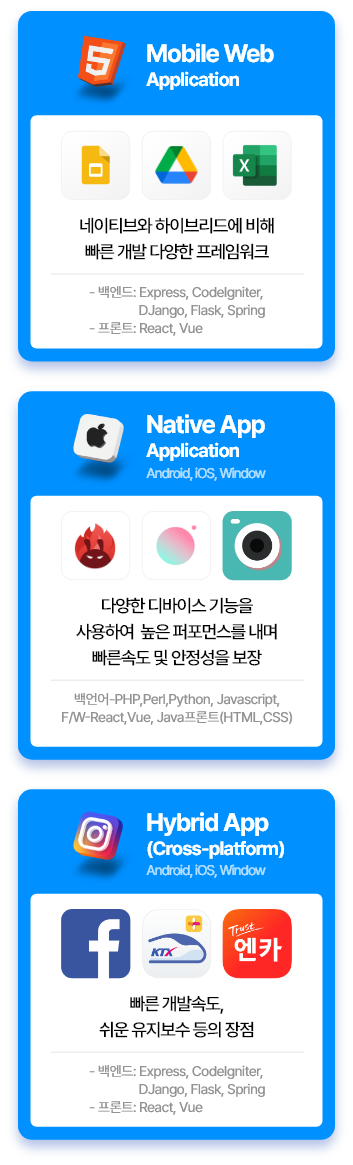 Mobile Web
Application
네이티브와 하이브리드에 비해
빠른 개발 다양한 프레임워크
- 백엔드: Express, CodeIgniter,
DJango, Flask, Spring
- 프론트: React, Vue
Native App
Application
Android, iOS, Window
다양한 디바이스 기능을
사용하여 높은 퍼포먼스를 내며
빠른속도 및 안정성을 보장
백언어-PHP,Perl,Python, Javascript,
F/W-React,Vue, Java프론트(HTML,CSS)
Hybrid App
(Cross-platform)
Android, iOS, Window
KTX
Trust
엔카
빠른 개발속도,
쉬운 유지보수 등의 장점
- 백엔드: Express, CodeIgniter,
DJango, Flask, Spring
- 프론트: React, Vue